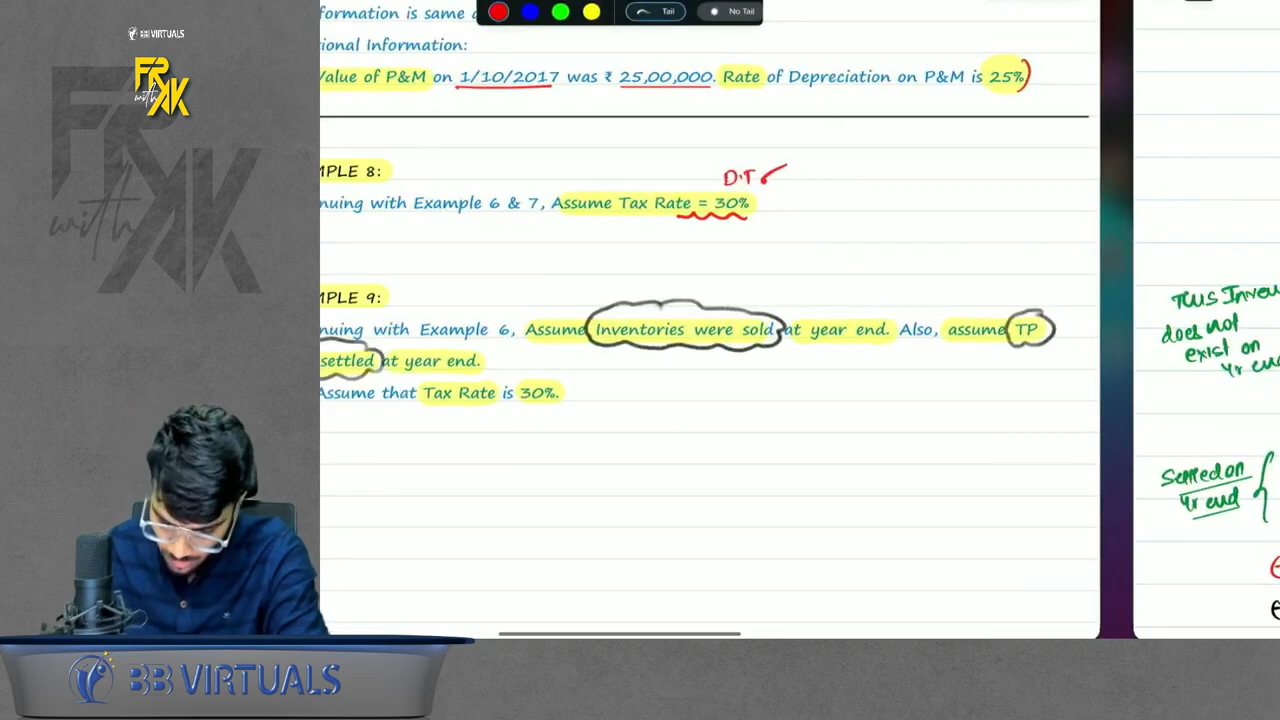 BB VIRTUALS
FR
with
AK
FR
with
AK
formation is same
Tail
No Tail
ional Information:
Value of P&M on 1/10/2017 was ₹ 25,00,000. Rate of Depreciation on P&M is 25%)
MPLE 8:
D.T ✓
nuing with Example 6 & 7, Assume Tax Rate = 30%
MPLE 9:
nuing with Example 6, Assume Inventories were sold at year end. Also, assume TP
settled at year end.
Assume that Tax Rate is 30%.
This Inven
does not
exist on
Yr end
Settled on
Yr end
BB VIRTUALS